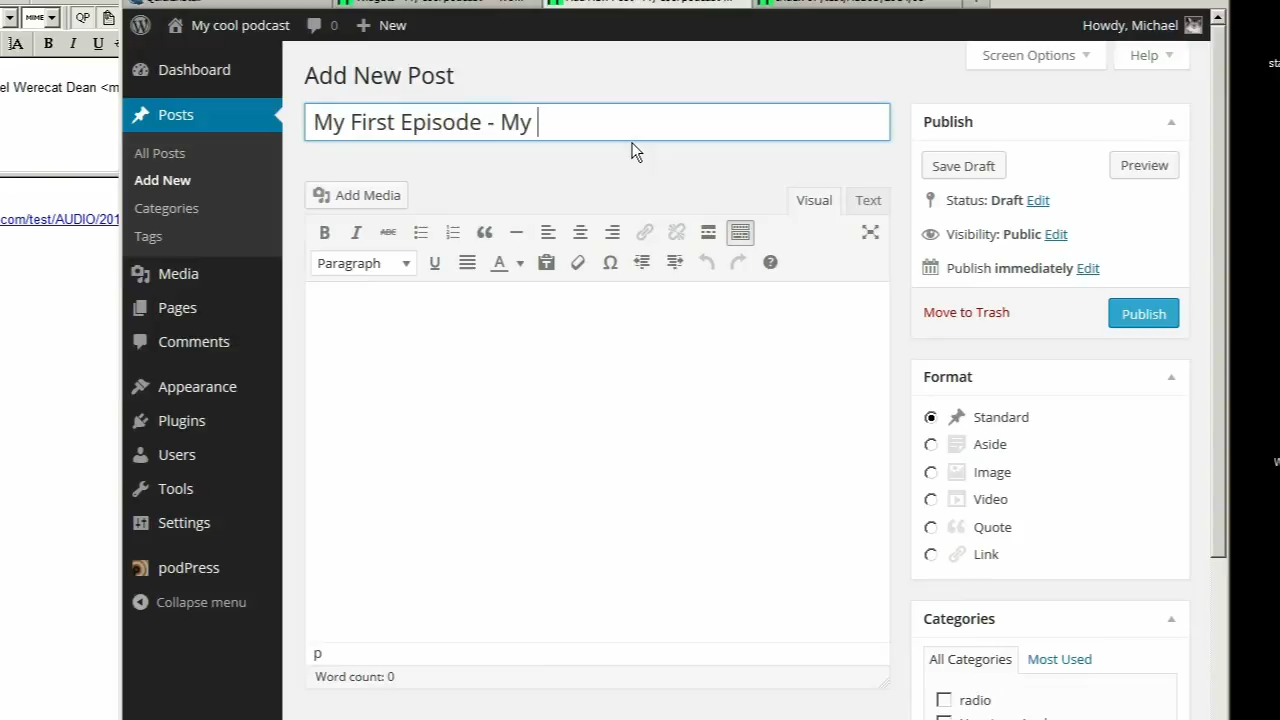 MIME
QP
A B I U
My cool podcast 0 + New
Howdy, Michael
Screen Options
Help
el Werecat Dean <m
com/test/AUDIO/201
Dashboard
Posts
All Posts
Add New
Categories
Tags
Media
Pages
Comments
Appearance
Plugins
Users
Tools
Settings
podPress
Collapse menu
Add New Post
My First Episode - My
Add Media
Visual
Text
B I ABC
Paragraph
U A Ω ?
p
Word count: 0
Publish
Save Draft
Preview
Status: Draft Edit
Visibility: Public Edit
Publish immediately Edit
Move to Trash
Publish
Format
Standard
Aside
Image
Video
Quote
Link
Categories
All Categories
Most Used
radio